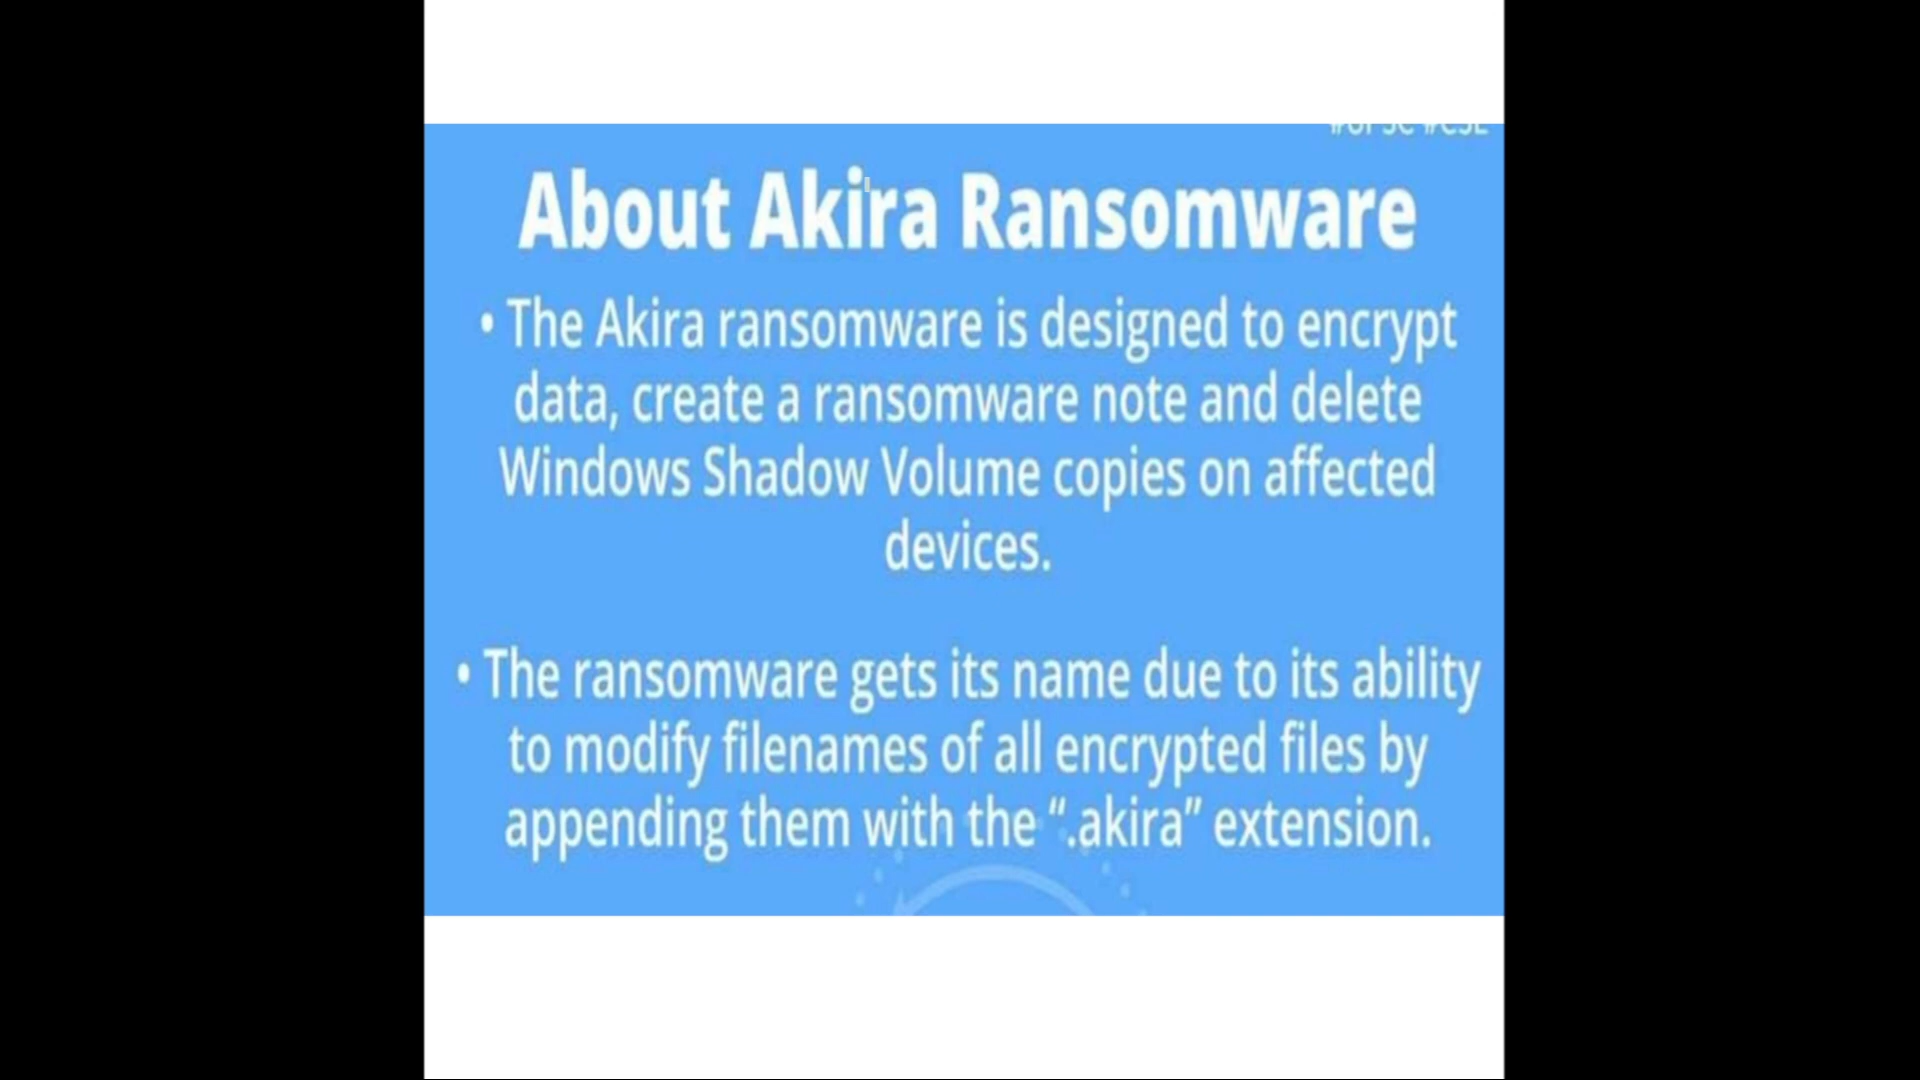 About Akira Ransomware
• The Akira ransomware is designed to encrypt
data, create a ransomware note and delete
Windows Shadow Volume copies on affected
devices.
• The ransomware gets its name due to its ability
to modify filenames of all encrypted files by
appending them with the “.akira” extension.